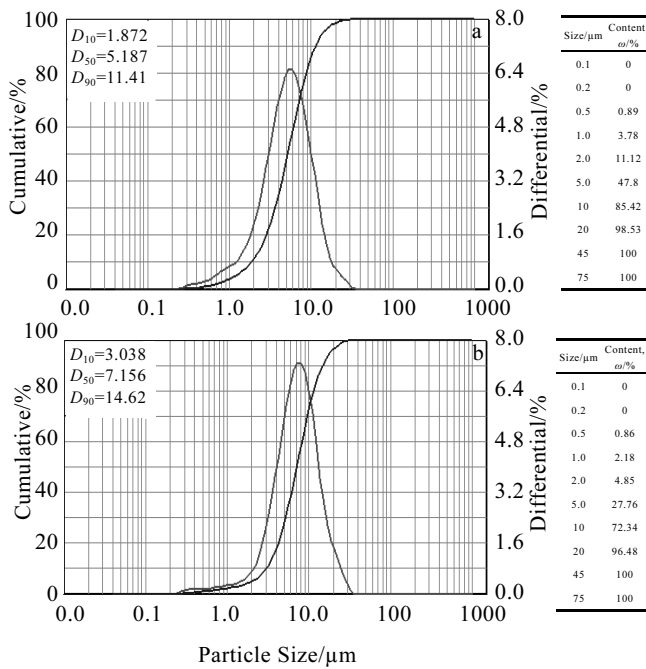 a
D10=1.872
D50=5.187
D90=11.41
Cumulative/%
100
80
60
40
20
0
8.0
6.4
4.8
3.2
1.6
0.0
Differential/%
0.0 0.1 1.0 10.0 100 1000
Size/µm Content ω/%
0.1 0
0.2 0
0.5 0.89
1.0 3.78
2.0 11.12
5.0 47.8
10 85.42
20 98.53
45 100
75 100
b
D10=3.038
D50=7.156
D90=14.62
Cumulative/%
100
80
60
40
20
0
8.0
6.4
4.8
3.2
1.6
0.0
Differential/%
0.0 0.1 1.0 10.0 100 1000
Particle Size/µm
Size/µm Content, ω/%
0.1 0
0.2 0
0.5 0.86
1.0 2.18
2.0 4.85
5.0 27.76
10 72.34
20 96.48
45 100
75 100